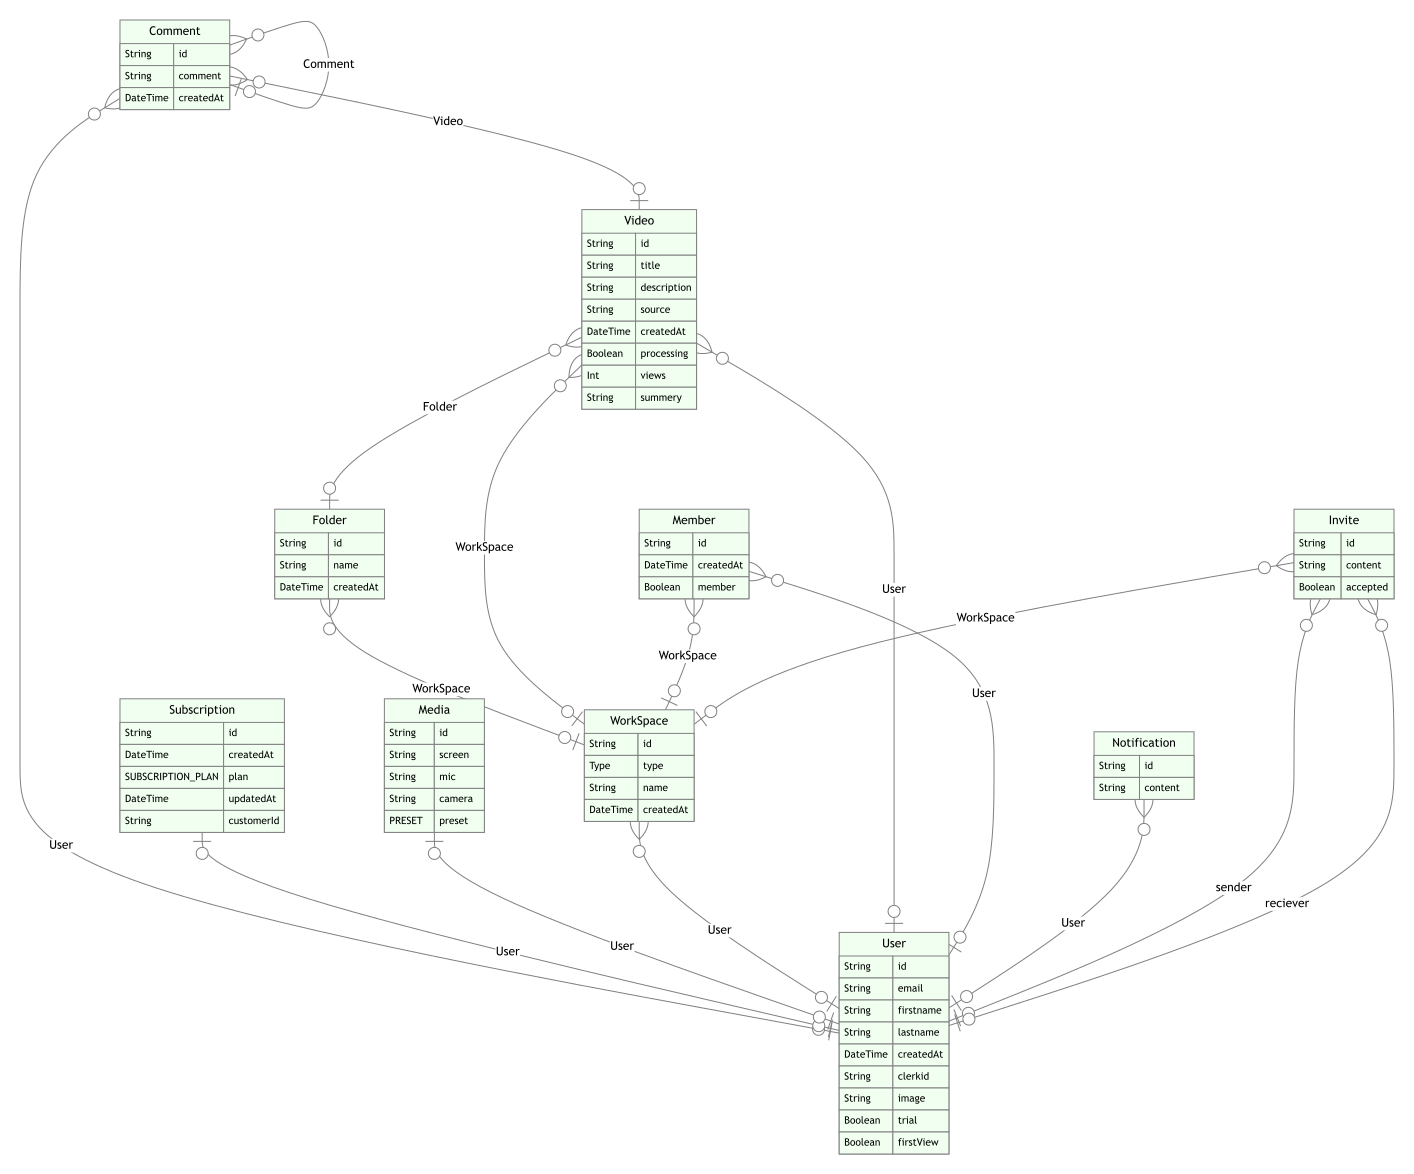 Comment
String id
String comment
DateTime createdAt
Comment
Video
Video
String id
String title
String description
String source
DateTime createdAt
Boolean processing
Int views
String summery
Folder
WorkSpace
User
Folder
String id
String name
DateTime createdAt
Member
String id
DateTime createdAt
Boolean member
Invite
String id
String content
Boolean accepted
WorkSpace
WorkSpace
WorkSpace
User
Subscription
String id
DateTime createdAt
SUBSCRIPTION_PLAN plan
DateTime updatedAt
String customerId
Media
String id
String screen
String mic
String camera
PRESET preset
WorkSpace
String id
Type type
String name
DateTime createdAt
Notification
String id
String content
User
sender
reciever
User
User
User
User
User
String id
String email
String firstname
String lastname
DateTime createdAt
String clerkid
String image
Boolean trial
Boolean firstView